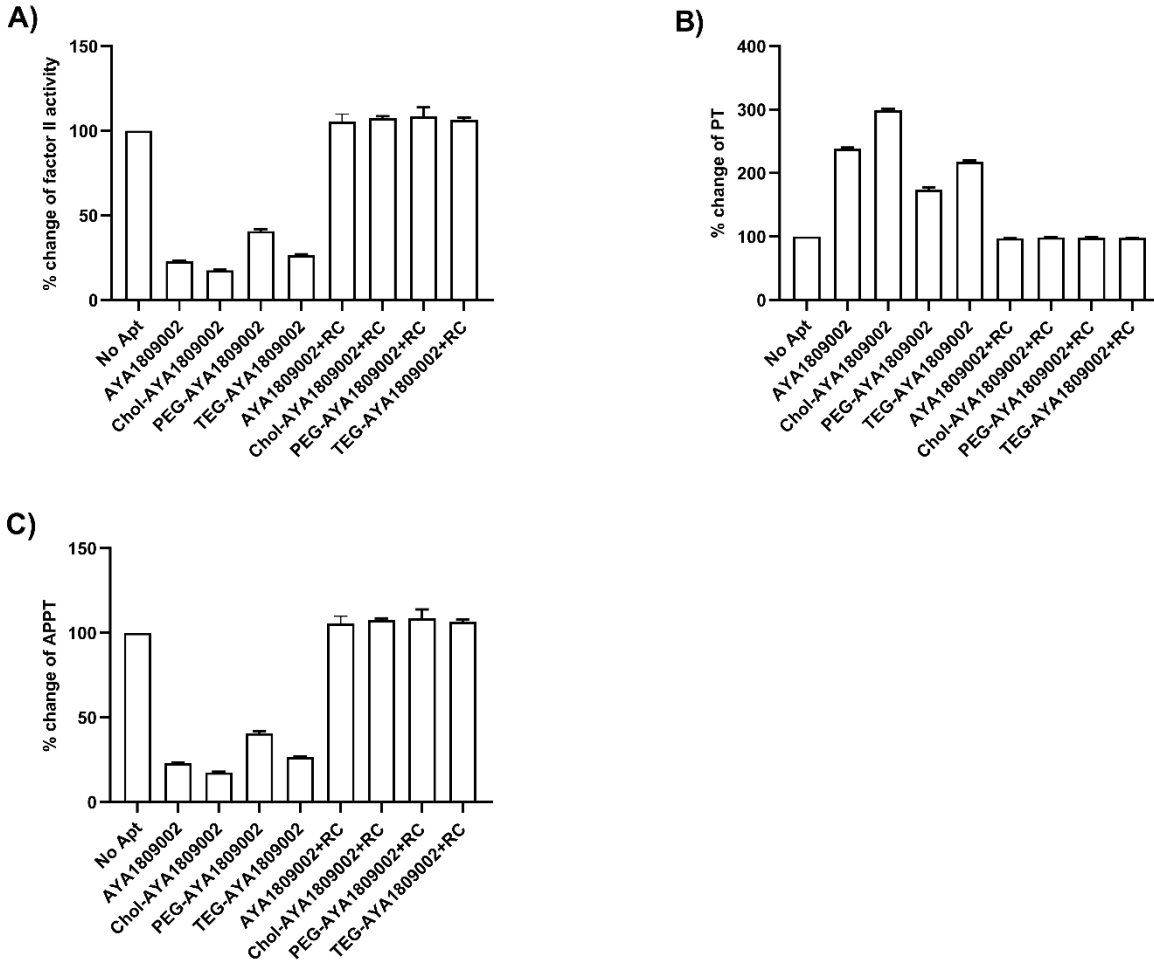 A)
% change of factor II activity
150
100
50
0
No Apt
AYA1809002
Chol-AYA1809002
PEG-AYA1809002
TEG-AYA1809002
AYA1809002+RC
Chol-AYA1809002+RC
PEG-AYA1809002+RC
TEG-AYA1809002+RC
B)
% change of PT
400
300
200
100
0
No Apt
AYA1809002
Chol-AYA1809002
PEG-AYA1809002
TEG-AYA1809002
AYA1809002+RC
Chol-AYA1809002+RC
PEG-AYA1809002+RC
TEG-AYA1809002+RC
C)
% change of APPT
150
100
50
0
No Apt
AYA1809002
Chol-AYA1809002
PEG-AYA1809002
TEG-AYA1809002
AYA1809002+RC
Chol-AYA1809002+RC
PEG-AYA1809002+RC
TEG-AYA1809002+RC